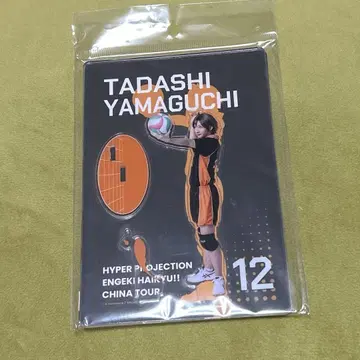 TADASHI
YAMAGUCHI
HYPER PROJECTION
ENGEKI HAIKYU!!
CHINA TOUR
12